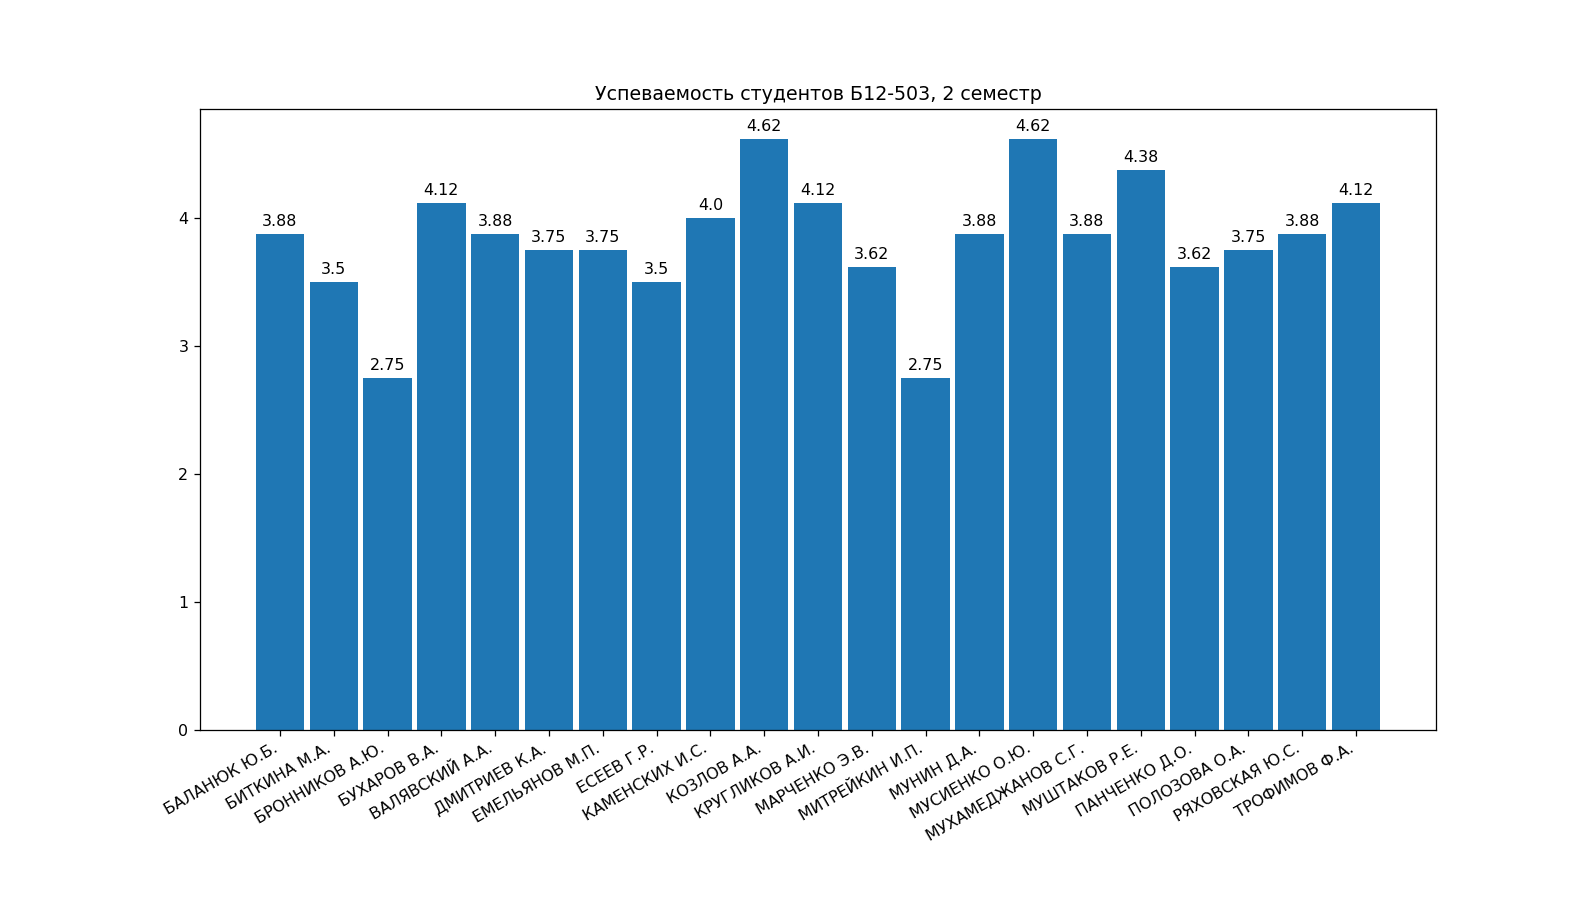 Успеваемость студентов Б12-503, 2 семестр
4.62
4.62
4.38
4.12
4.12
4.12
4.0
3.88
3.88
3.88
3.88
3.88
3.75
3.75
3.75
3.62
3.62
3.5
3.5
2.75
2.75
4
3
2
1
0
БАЛАНЮК Ю.Б.
БИТКИНА М.А.
БРОННИКОВ А.Ю.
БУХАРОВ В.А.
ВАЛЯВСКИЙ А.А.
ДМИТРИЕВ К.А.
ЕМЕЛЬЯНОВ М.П.
ЕСЕЕВ Г.Р.
КАМЕНСКИХ И.С.
КОЗЛОВ А.А.
КРУГЛИКОВ А.И.
МАРЧЕНКО Э.В.
МИТРЕЙКИН И.П.
МУНИН Д.А.
МУСИЕНКО О.Ю.
МУХАМЕДЖАНОВ С.Г.
МУШТАКОВ Р.Е.
ПАНЧЕНКО Д.О.
ПОЛОЗОВА О.А.
РЯХОВСКАЯ Ю.С.
ТРОФИМОВ Ф.А.